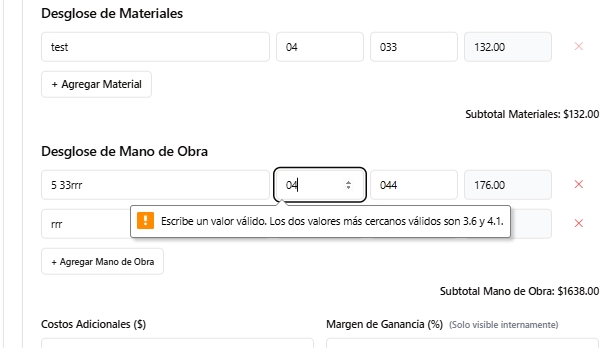 Desglose de Materiales
test 04 033 132.00 ×
+ Agregar Material
Subtotal Materiales: $132.00
Desglose de Mano de Obra
5 33rrr 04 044 176.00 ×
Escribe un valor válido. Los dos valores más cercanos válidos son 3.6 y 4.1.
rrr ×
+ Agregar Mano de Obra
Subtotal Mano de Obra: $1638.00
Costos Adicionales ($) Margen de Ganancia (%) (Solo visible internamente)